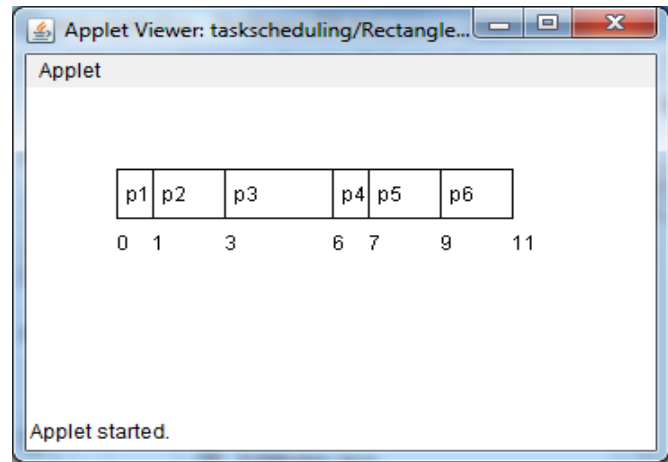 Applet Viewer: taskscheduling/Rectangle...
Applet
p1 p2 p3 p4 p5 p6
0 1 3 6 7 9 11
Applet started.